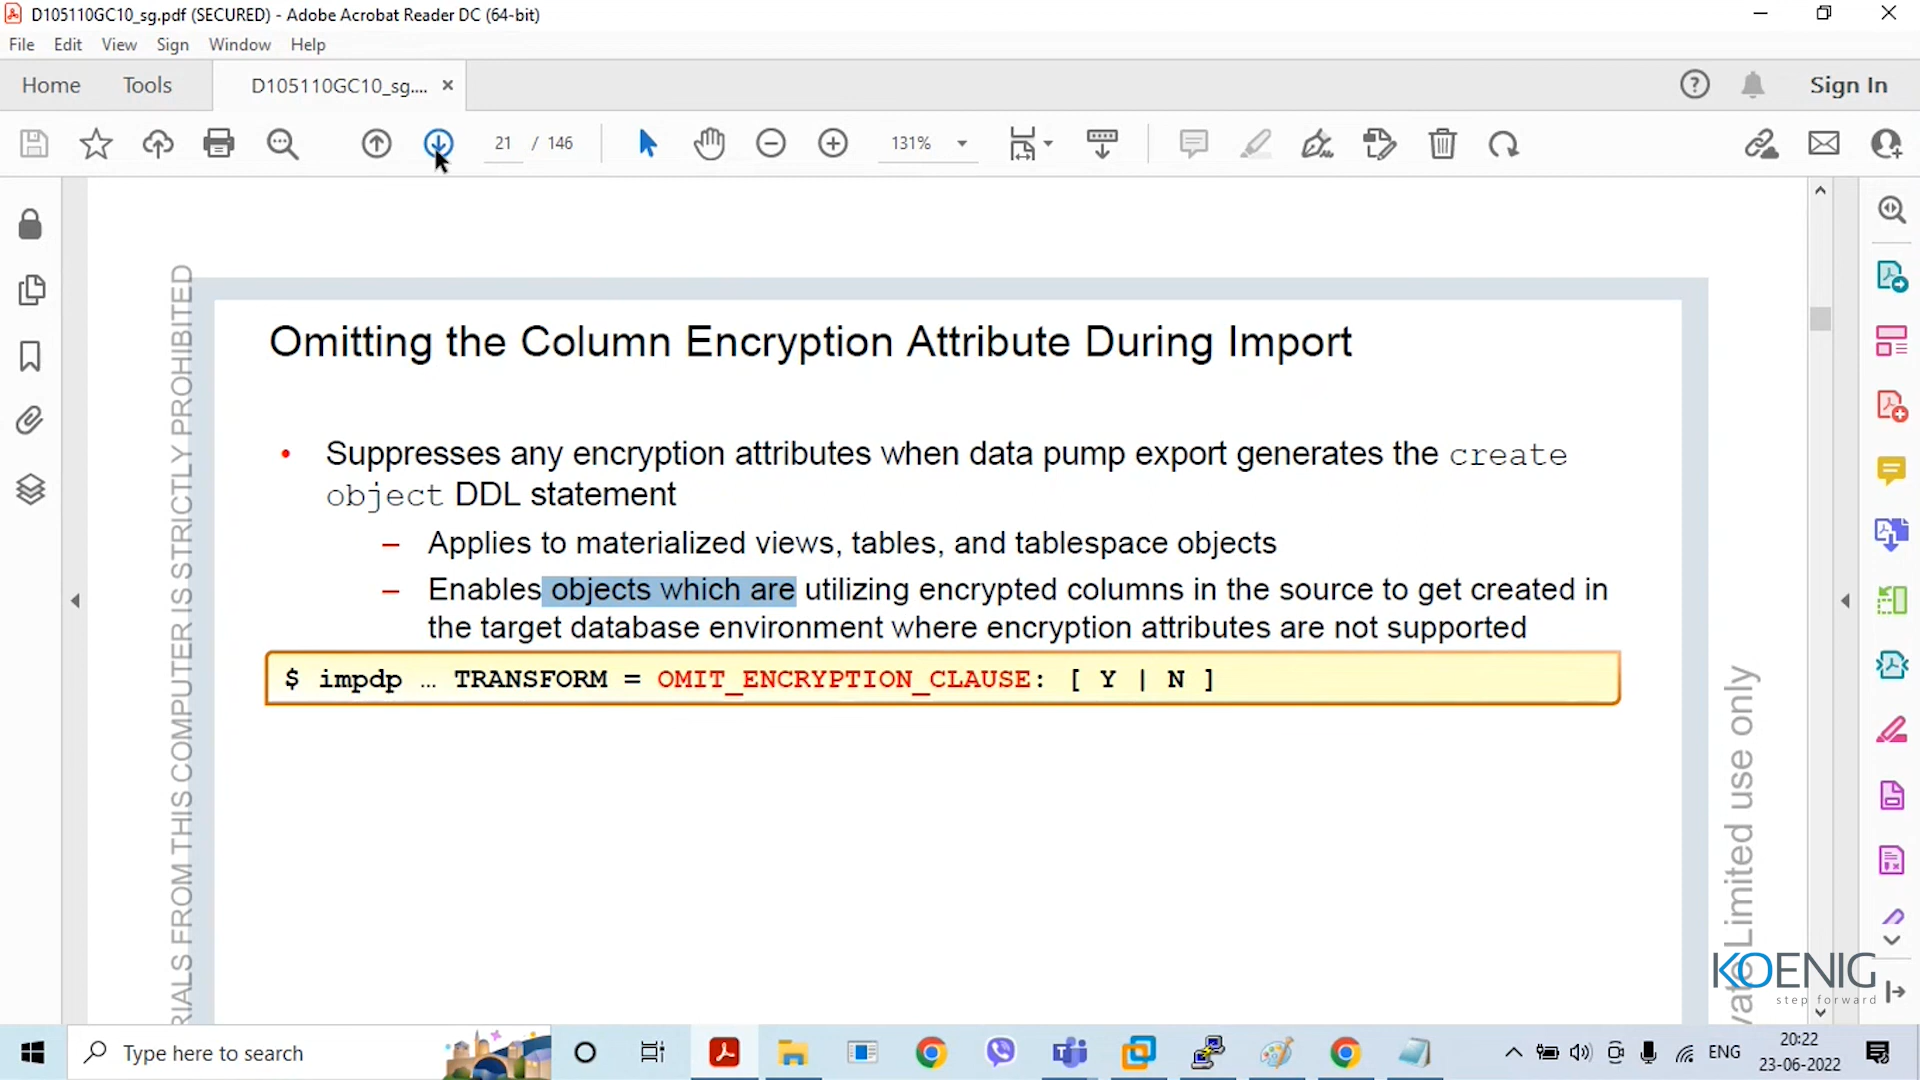 D105110GC10_sg.pdf (SECURED) - Adobe Acrobat Reader DC (64-bit)
File Edit View Sign Window Help
Home Tools D105110GC10_sg.... × Sign In
21 / 146 131%
Omitting the Column Encryption Attribute During Import
• Suppresses any encryption attributes when data pump export generates the create
object DDL statement
– Applies to materialized views, tables, and tablespace objects
– Enables objects which are utilizing encrypted columns in the source to get created in
the target database environment where encryption attributes are not supported
$ impdp … TRANSFORM = OMIT_ENCRYPTION_CLAUSE: [ Y | N ]
RIALS FROM THIS COMPUTER IS STRICTLY PROHIBITED
vate Limited use only
KOENIG
step forward
Type here to search
ENG
20:22
23-06-2022